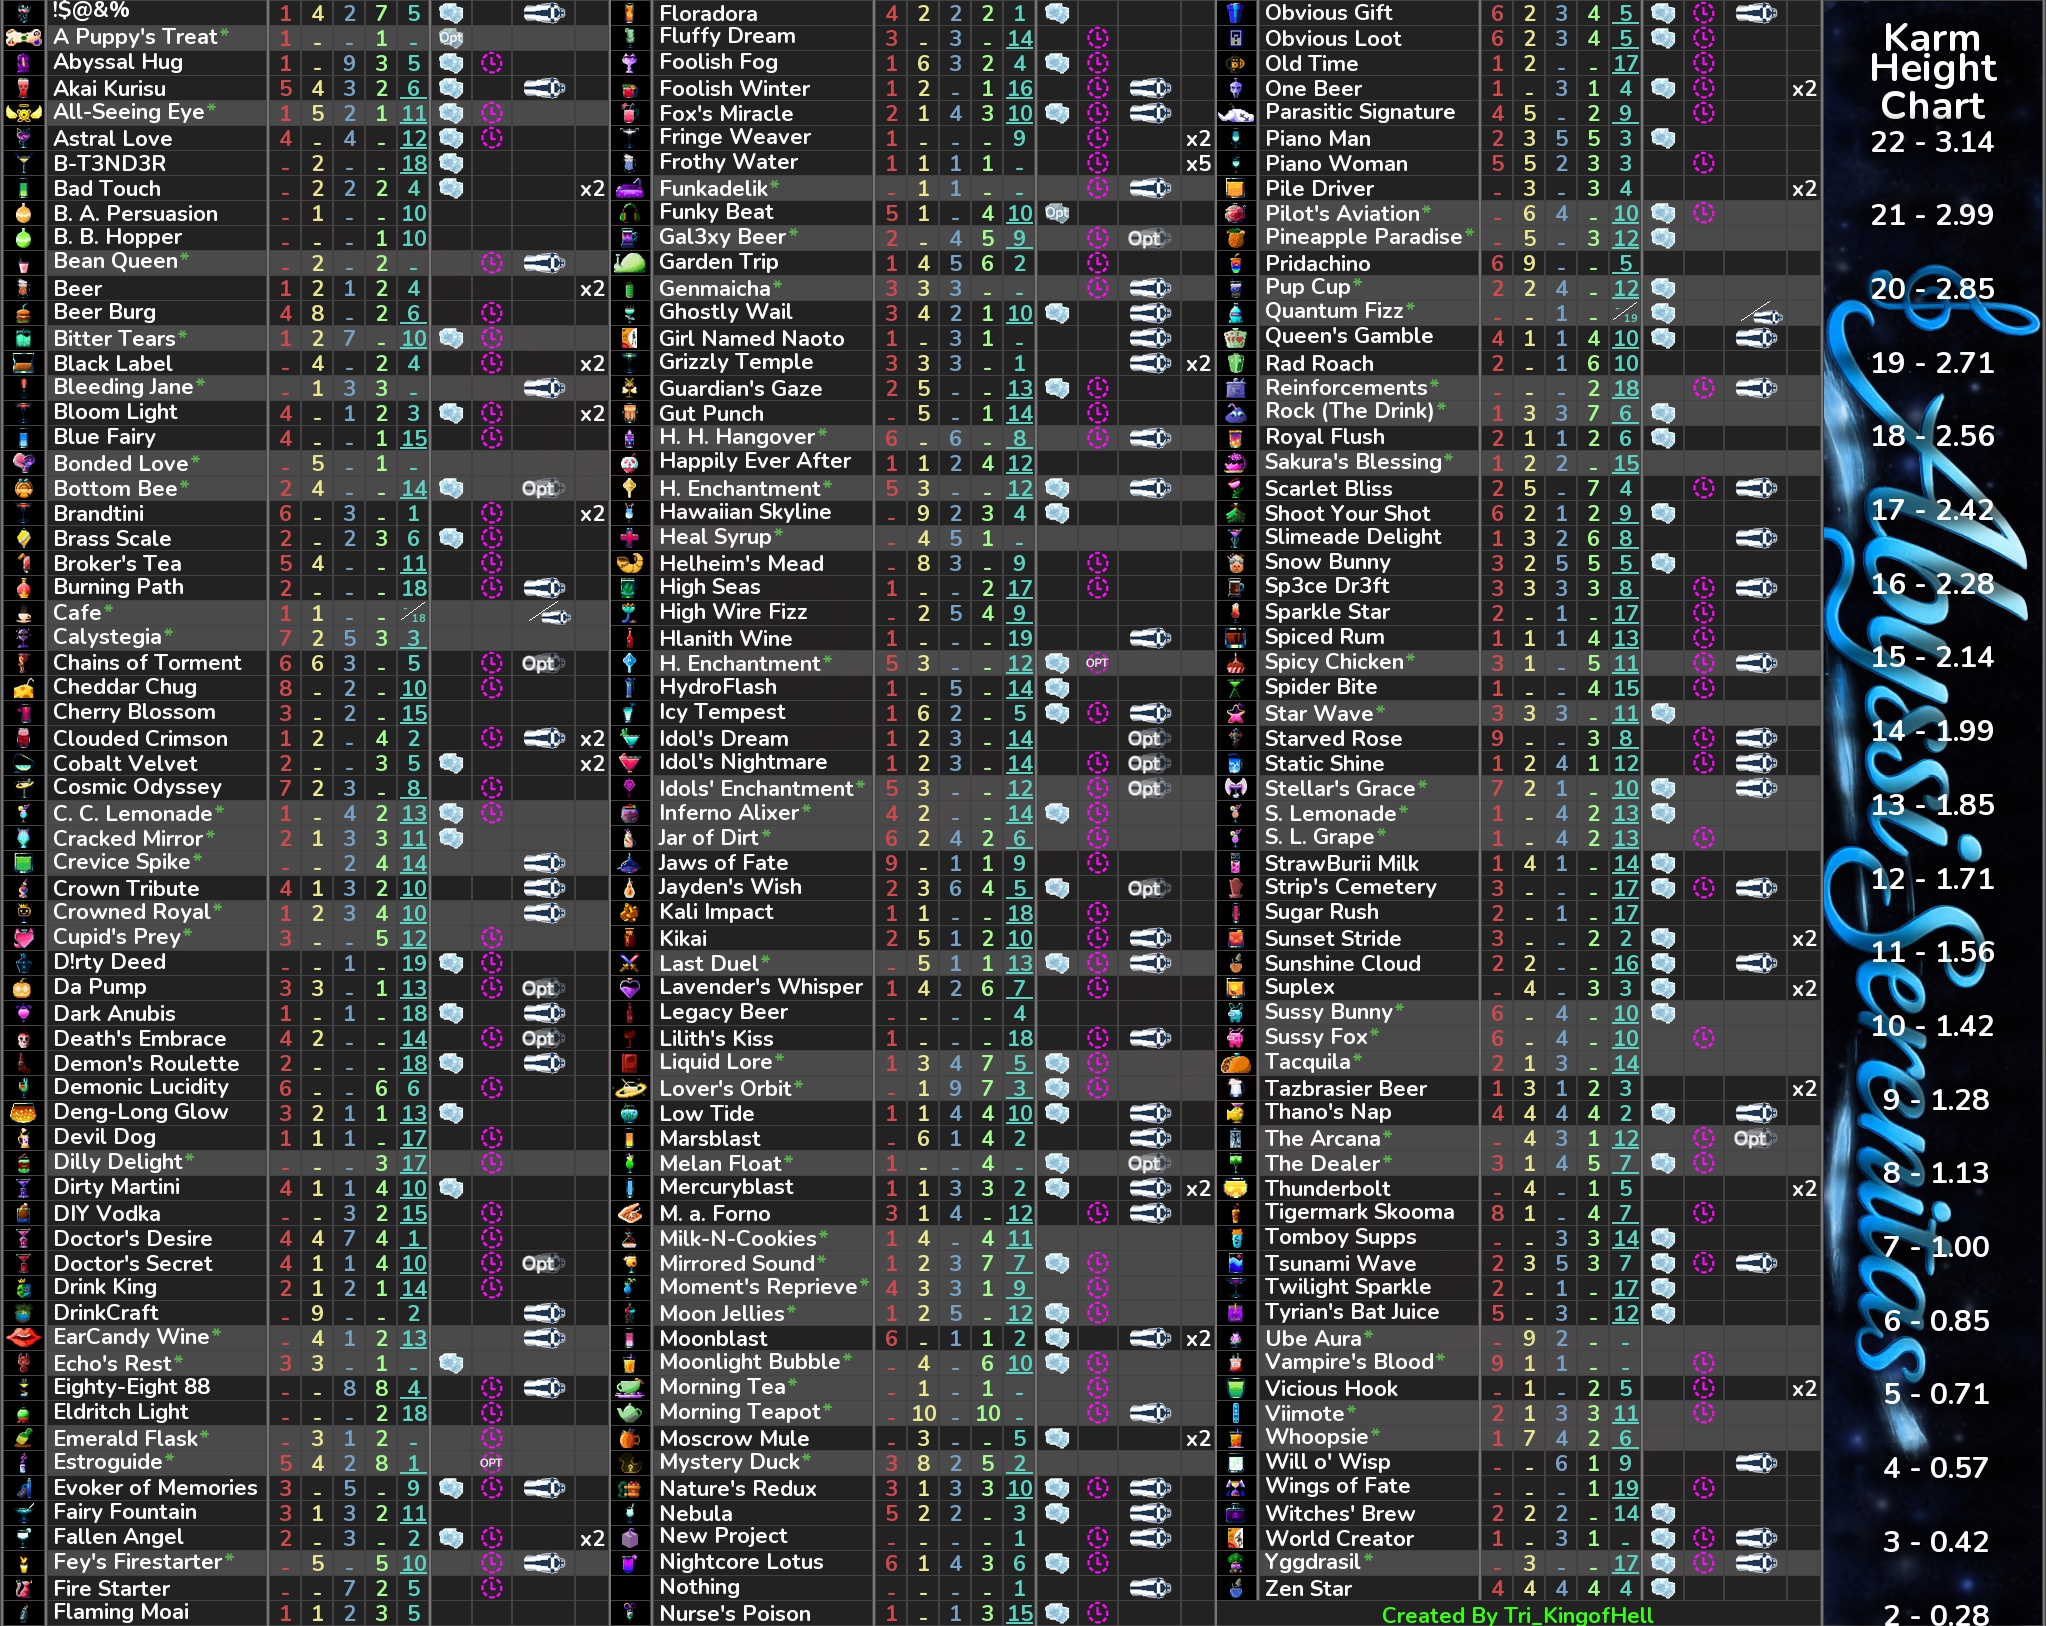 !$@&% 1 4 2 7 5
A Puppy's Treat* 1 - - 1 - Opt
Abyssal Hug 1 - 9 3 5
Akai Kurisu 5 4 3 2 6
All-Seeing Eye* 1 5 2 1 11
Astral Love 4 - 4 - 12
B-T3ND3R - 2 - - 18
Bad Touch - 2 2 2 4 x2
B. A. Persuasion - 1 - - 10
B. B. Hopper - - - 1 10
Bean Queen* - 2 - 2 -
Beer 1 2 1 2 4 x2
Beer Burg 4 8 - 2 6
Bitter Tears* 1 2 7 - 10
Black Label - 4 - 2 4 x2
Bleeding Jane* - 1 3 3 -
Bloom Light 4 - 1 2 3 x2
Blue Fairy 4 - - 1 15
Bonded Love* - 5 - 1 -
Bottom Bee* 2 4 - - 14 Opt
Brandtini 6 - 3 - 1 x2
Brass Scale 2 - 2 3 6
Broker's Tea 5 4 - - 11
Burning Path 2 - - - 18
Cafe* 1 1 - - -/18
Calystegia* 7 2 5 3 3
Chains of Torment 6 6 3 - 5 Opt
Cheddar Chug 8 - 2 - 10
Cherry Blossom 3 - 2 - 15
Clouded Crimson 1 2 - 4 2 x2
Cobalt Velvet 2 - - 3 5 x2
Cosmic Odyssey 7 2 3 - 8
C. C. Lemonade* 1 - 4 2 13
Cracked Mirror* 2 1 3 3 11
Crevice Spike* - - 2 4 14
Crown Tribute 4 1 3 2 10
Crowned Royal* 1 2 3 4 10
Cupid's Prey* 3 - - 5 12
D!rty Deed - - 1 - 19
Da Pump 3 3 - 1 13 Opt
Dark Anubis 1 - 1 - 18
Death's Embrace 4 2 - - 14 Opt
Demon's Roulette 2 - - - 18
Demonic Lucidity 6 - - 6 6
Deng-Long Glow 3 2 1 1 13
Devil Dog 1 1 1 - 17
Dilly Delight* - - - 3 17
Dirty Martini 4 1 1 4 10
DIY Vodka - - 3 2 15
Doctor's Desire 4 4 7 4 1
Doctor's Secret 4 1 1 4 10 Opt
Drink King 2 1 2 1 14
DrinkCraft - 9 - - 2
EarCandy Wine* - 4 1 2 13
Echo's Rest* 3 3 - 1 -
Eighty-Eight 88 - - 8 8 4
Eldritch Light - - - 2 18
Emerald Flask* - 3 1 2 -
Estroguide* 5 4 2 8 1 OPT
Evoker of Memories 3 - 5 - 9
Fairy Fountain 3 1 3 2 11
Fallen Angel 2 - 3 - 2 x2
Fey's Firestarter* - 5 - 5 10
Fire Starter - - 7 2 5
Flaming Moai 1 1 2 3 5
Floradora 4 2 2 2 1
Fluffy Dream 3 - 3 - 14
Foolish Fog 1 6 3 2 4
Foolish Winter 1 2 - 1 16
Fox's Miracle 2 1 4 3 10
Fringe Weaver 1 - - - 9 x2
Frothy Water 1 1 1 1 - x5
Funkadelik* - 1 1 - -
Funky Beat 5 1 - 4 10 Opt
Gal3xy Beer* 2 - 4 5 9 Opt
Garden Trip 1 4 5 6 2
Genmaicha* 3 3 3 - -
Ghostly Wail 3 4 2 1 10
Girl Named Naoto 1 - 3 1 -
Grizzly Temple 3 3 3 - 1 x2
Guardian's Gaze 2 5 - - 13
Gut Punch - 5 - 1 14
H. H. Hangover* 6 - 6 - 8
Happily Ever After 1 1 2 4 12
H. Enchantment* 5 3 - - 12
Hawaiian Skyline - 9 2 3 4
Heal Syrup* - 4 5 1 -
Helheim's Mead - 8 3 - 9
High Seas 1 - - 2 17
High Wire Fizz - 2 5 4 9
Hlanith Wine 1 - - - 19
H. Enchantment* 5 3 - - 12 OPT
HydroFlash 1 - 5 - 14
Icy Tempest 1 6 2 - 5
Idol's Dream 1 2 3 - 14 Opt
Idol's Nightmare 1 2 3 - 14 Opt
Idols' Enchantment* 5 3 - - 12 Opt
Inferno Alixer* 4 2 - - 14
Jar of Dirt* 6 2 4 2 6
Jaws of Fate 9 - 1 1 9
Jayden's Wish 2 3 6 4 5 Opt
Kali Impact 1 1 - - 18
Kikai 2 5 1 2 10
Last Duel* - 5 1 1 13
Lavender's Whisper 1 4 2 6 7
Legacy Beer - - - - 4
Lilith's Kiss 1 - - - 18
Liquid Lore* 1 3 4 7 5
Lover's Orbit* - 1 9 7 3
Low Tide 1 1 4 4 10
Marsblast - 6 1 4 2
Melan Float* 1 - - 4 - Opt
Mercuryblast 1 1 3 3 2 x2
M. a. Forno 3 1 4 - 12
Milk-N-Cookies* 1 4 - 4 11
Mirrored Sound* 1 2 3 7 7
Moment's Reprieve* 4 3 3 1 9
Moon Jellies* 1 2 5 - 12
Moonblast 6 - 1 1 2 x2
Moonlight Bubble* - 4 - 6 10
Morning Tea* - 1 - 1 -
Morning Teapot* - 10 - 10 -
Moscrow Mule - 3 - - 5 x2
Mystery Duck* 3 8 2 5 2
Nature's Redux 3 1 3 3 10
Nebula 5 2 2 - 3
New Project - - - - 1
Nightcore Lotus 6 1 4 3 6
Nothing - - - - 1
Nurse's Poison 1 - 1 3 15
Obvious Gift 6 2 3 4 5
Obvious Loot 6 2 3 4 5
Old Time 1 2 - - 17
One Beer 1 - 3 1 4 x2
Parasitic Signature 4 5 - 2 9
Piano Man 2 3 5 5 3
Piano Woman 5 5 2 3 3
Pile Driver - 3 - 3 4 x2
Pilot's Aviation* - 6 4 - 10
Pineapple Paradise* - 5 - 3 12
Pridachino 6 9 - - 5
Pup Cup* 2 2 4 - 12
Quantum Fizz* - - 1 - -/19
Queen's Gamble 4 1 1 4 10
Rad Roach 2 - 1 6 10
Reinforcements* - - - 2 18
Rock (The Drink)* 1 3 3 7 6
Royal Flush 2 1 1 2 6
Sakura's Blessing* 1 2 2 - 15
Scarlet Bliss 2 5 - 7 4
Shoot Your Shot 6 2 1 2 9
Slimeade Delight 1 3 2 6 8
Snow Bunny 3 2 5 5 5
Sp3ce Dr3ft 3 3 3 3 8
Sparkle Star 2 - 1 - 17
Spiced Rum 1 1 1 4 13
Spicy Chicken* 3 1 - 5 11
Spider Bite 1 - - 4 15
Star Wave* 3 3 3 - 11
Starved Rose 9 - - 3 8
Static Shine 1 2 4 1 12
Stellar's Grace* 7 2 1 - 10
S. Lemonade* 1 - 4 2 13
S. L. Grape* 1 - 4 2 13
StrawBurii Milk 1 4 1 - 14
Strip's Cemetery 3 - - - 17
Sugar Rush 2 - 1 - 17
Sunset Stride 3 - - 2 2 x2
Sunshine Cloud 2 2 - - 16
Suplex - 4 - 3 3 x2
Sussy Bunny* 6 - 4 - 10
Sussy Fox* 6 - 4 - 10
Tacquila* 2 1 3 - 14
Tazbrasier Beer 1 3 1 2 3 x2
Thano's Nap 4 4 4 4 2
The Arcana* - 4 3 1 12 Opt
The Dealer* 3 1 4 5 7
Thunderbolt - 4 - 1 5 x2
Tigermark Skooma 8 1 - 4 7
Tomboy Supps - - 3 3 14
Tsunami Wave 2 3 5 3 7
Twilight Sparkle 2 - 1 - 17
Tyrian's Bat Juice 5 - 3 - 12
Ube Aura* - 9 2 - -
Vampire's Blood* 9 1 1 - -
Vicious Hook - 1 - 2 5 x2
Viimote* 2 1 3 3 11
Whoopsie* 1 7 4 2 6
Will o' Wisp - - 6 1 9
Wings of Fate - - - 1 19
Witches' Brew 2 2 2 - 14
World Creator 1 - 3 1 -
Yggdrasil* - 3 - - 17
Zen Star 4 4 4 4 4
Created By Tri_KingofHell
Karm
Height
Chart
22 - 3.14
21 - 2.99
20 - 2.85
19 - 2.71
18 - 2.56
17 - 2.42
16 - 2.28
15 - 2.14
14 - 1.99
13 - 1.85
12 - 1.71
11 - 1.56
10 - 1.42
9 - 1.28
8 - 1.13
7 - 1.00
6 - 0.85
5 - 0.71
4 - 0.57
3 - 0.42
2 - 0.28
Abyssic Serenitas